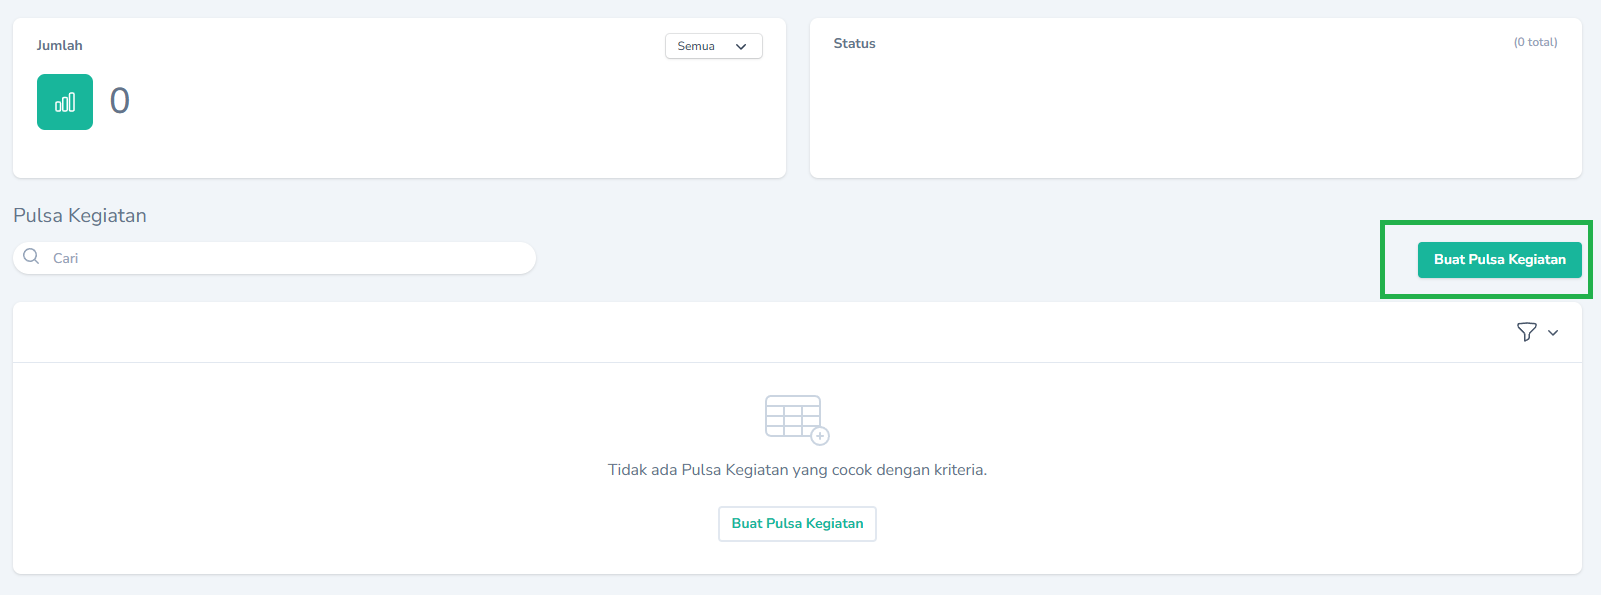 Jumlah
Semua
0
Status
(0 total)
Pulsa Kegiatan
Cari
Buat Pulsa Kegiatan
Tidak ada Pulsa Kegiatan yang cocok dengan kriteria.
Buat Pulsa Kegiatan